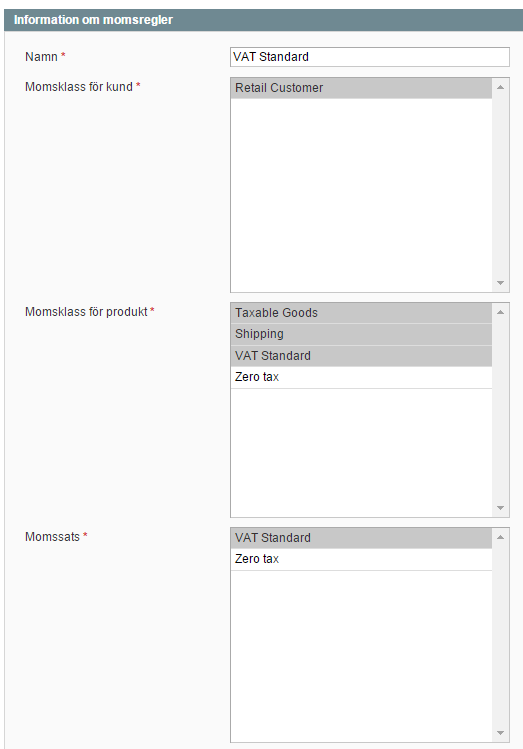 Information om momsregler
Namn * VAT Standard
Momsklass för kund * Retail Customer
Momsklass för produkt * Taxable Goods
Shipping
VAT Standard
Zero tax
Momssats * VAT Standard
Zero tax